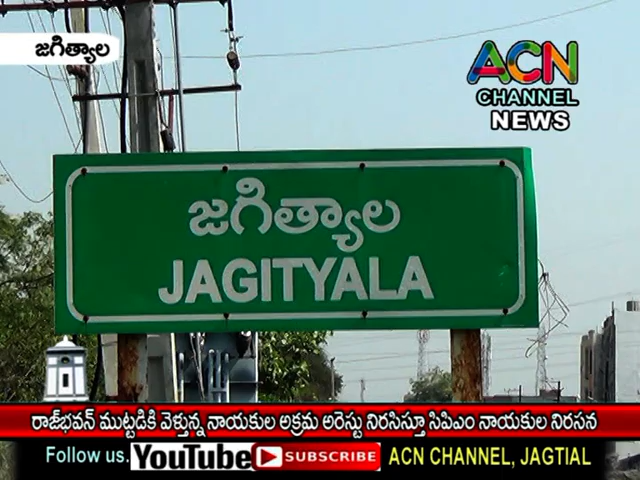 జగిత్యాల
ACN
CHANNEL
NEWS
జగిత్యాల
JAGITYALA
రాజ్‌భవన్ ముట్టడికి వెళ్తున్న నాయకుల అక్రమ అరెస్టు నిరసిస్తూ సిపిఎం నాయకుల నిరసన
Follow us. YouTube SUBSCRIBE ACN CHANNEL, JAGTIAL